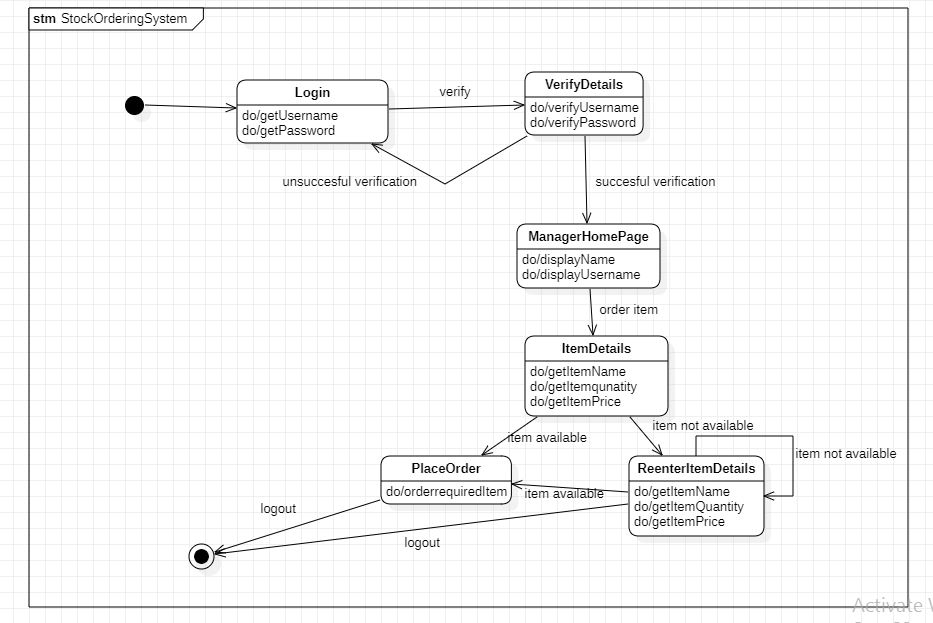 stm StockOrderingSystem
Login
do/getUsername
do/getPassword
verify
VerifyDetails
do/verifyUsername
do/verifyPassword
unsuccesful verification
succesful verification
ManagerHomePage
do/displayName
do/displayUsername
order item
ItemDetails
do/getItemName
do/getItemqunatity
do/getItemPrice
item available
item not available
item not available
PlaceOrder
do/orderrequiredItem
item available
ReenterItemDetails
do/getItemName
do/getItemQuantity
do/getItemPrice
logout
logout
Activate